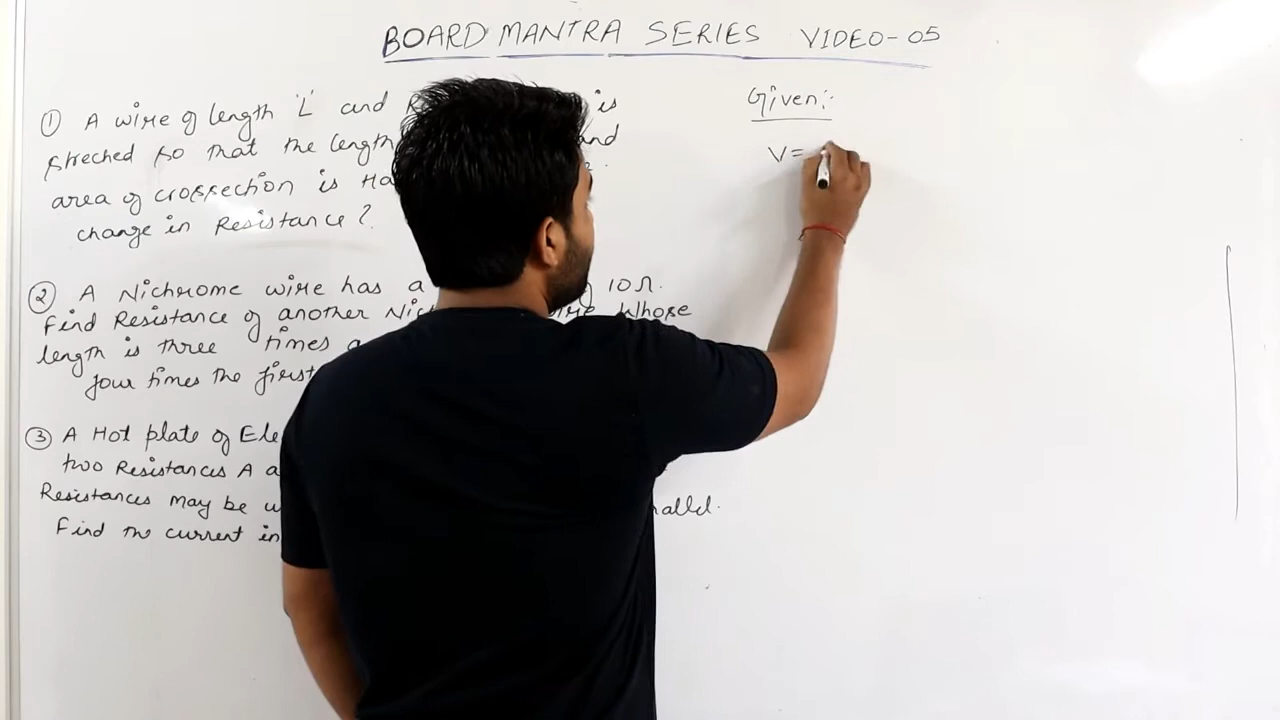 BOARD MANTRA SERIES VIDEO-05
① A wire of length 'L' and R is
streched so that the length and
area of crossection is Ha
change in Resistance?
② A Nichrome wire has a 10Ω.
Find Resistance of another Nic whose
length is three times a
four times the first
③ A Hot plate of Ele
two Resistances A a
Resistances may be
Find the current in
Given:-
V=